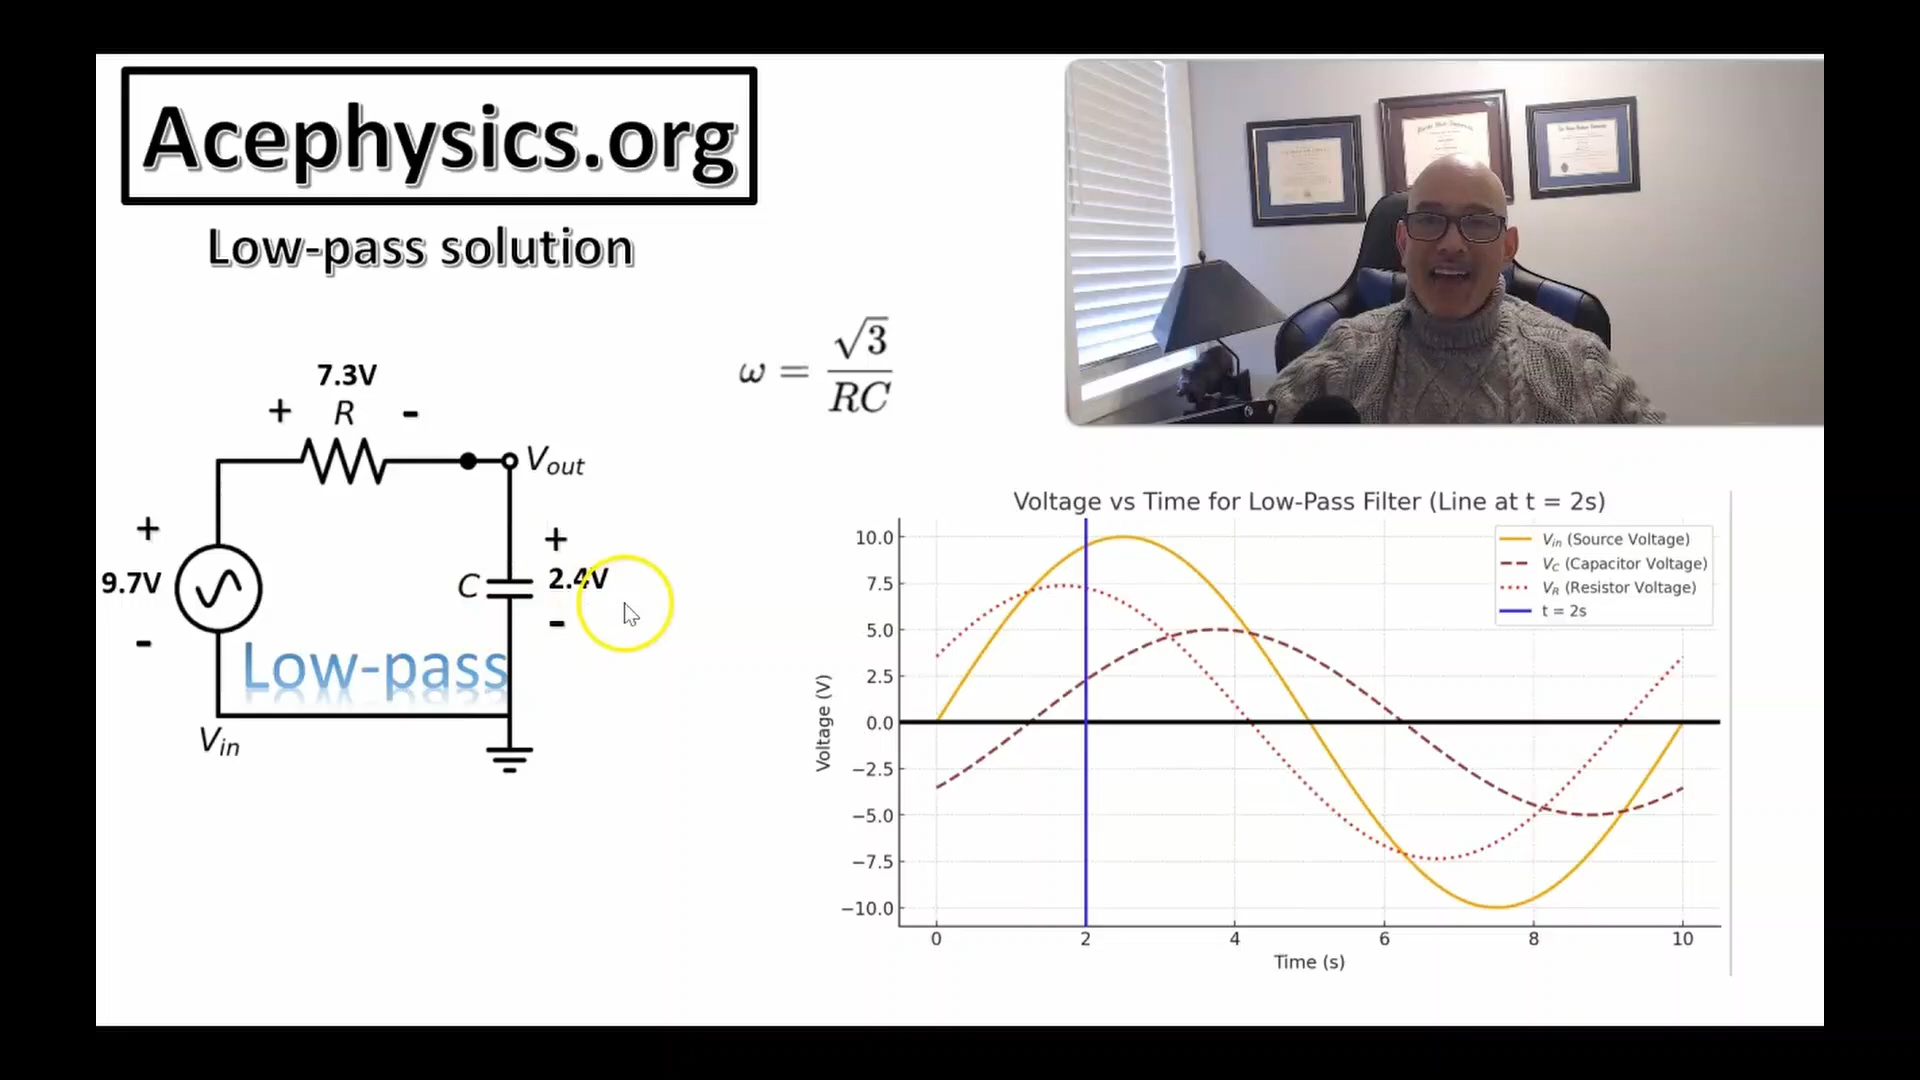 Acephysics.org
Low-pass solution
ω = √3 / RC
7.3V
+ R -
Vout
+
9.7V
-
+
C 2.4V
-
Low-pass
Vin
Voltage vs Time for Low-Pass Filter (Line at t = 2s)
Vin (Source Voltage)
VC (Capacitor Voltage)
VR (Resistor Voltage)
t = 2s
Voltage (V)
10.0
7.5
5.0
2.5
0.0
−2.5
−5.0
−7.5
−10.0
0 2 4 6 8 10
Time (s)